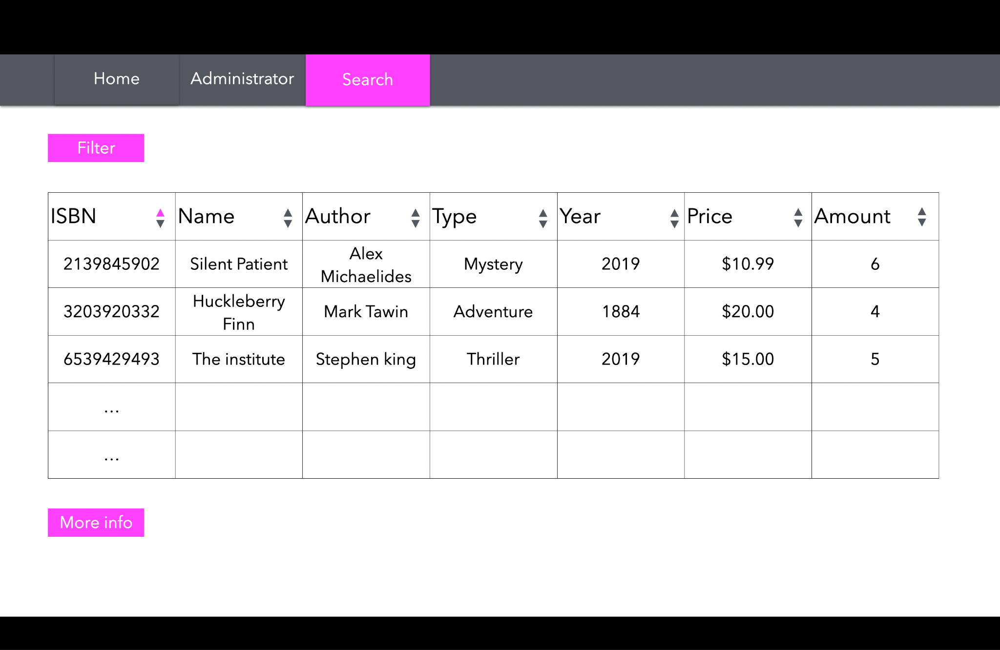 Home Administrator Search
Filter
ISBN Name Author Type Year Price Amount
2139845902 Silent Patient Alex Michaelides Mystery 2019 $10.99 6
3203920332 Huckleberry Finn Mark Tawin Adventure 1884 $20.00 4
6539429493 The institute Stephen king Thriller 2019 $15.00 5
...
...
More info